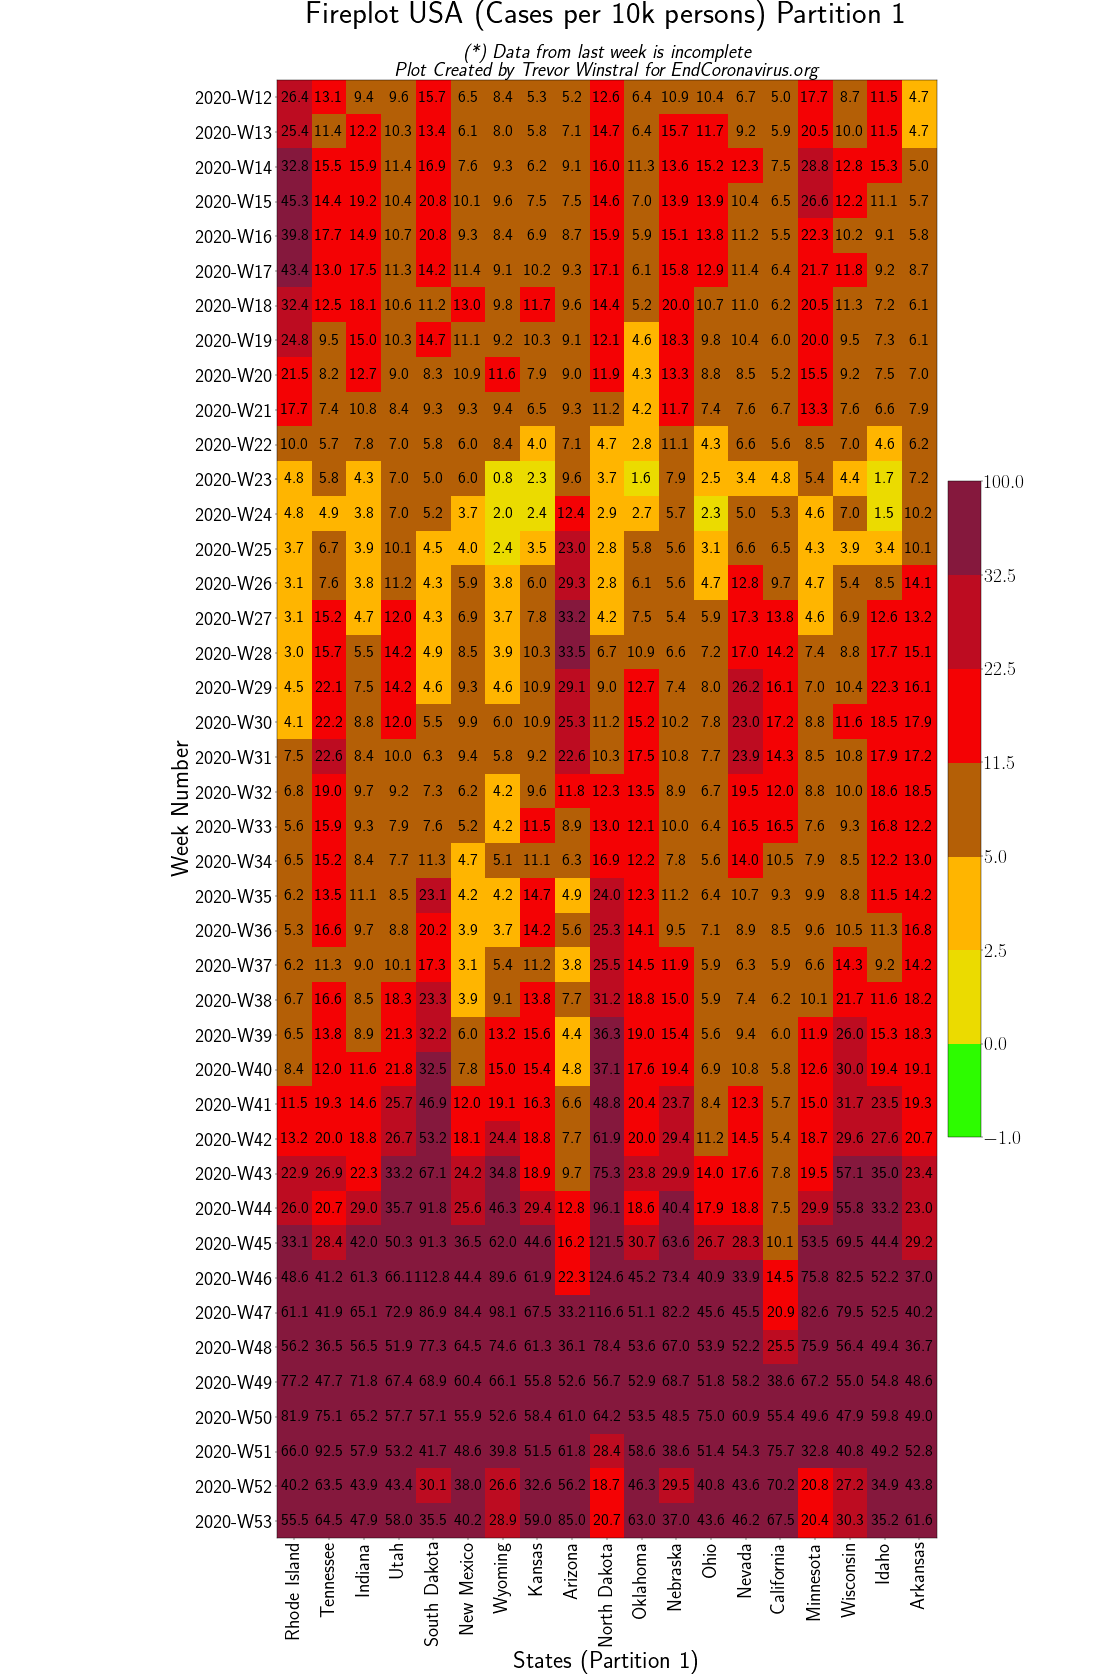 Fireplot USA (Cases per 10k persons) Partition 1
(*) Data from last week is incomplete
Plot Created by Trevor Winstral for EndCoronavirus.org
2020-W12 26.4 13.1 9.4 9.6 15.7 6.5 8.4 5.3 5.2 12.6 6.4 10.9 10.4 6.7 5.0 17.7 8.7 11.5 4.7
2020-W13 25.4 11.4 12.2 10.3 13.4 6.1 8.0 5.8 7.1 14.7 6.4 15.7 11.7 9.2 5.9 20.5 10.0 11.5 4.7
2020-W14 32.8 15.5 15.9 11.4 16.9 7.6 9.3 6.2 9.1 16.0 11.3 13.6 15.2 12.3 7.5 28.8 12.8 15.3 5.0
2020-W15 45.3 14.4 19.2 10.4 20.8 10.1 9.6 7.5 7.5 14.6 7.0 13.9 13.9 10.4 6.5 26.6 12.2 11.1 5.7
2020-W16 39.8 17.7 14.9 10.7 20.8 9.3 8.4 6.9 8.7 15.9 5.9 15.1 13.8 11.2 5.5 22.3 10.2 9.1 5.8
2020-W17 43.4 13.0 17.5 11.3 14.2 11.4 9.1 10.2 9.3 17.1 6.1 15.8 12.9 11.4 6.4 21.7 11.8 9.2 8.7
2020-W18 32.4 12.5 18.1 10.6 11.2 13.0 9.8 11.7 9.6 14.4 5.2 20.0 10.7 11.0 6.2 20.5 11.3 7.2 6.1
2020-W19 24.8 9.5 15.0 10.3 14.7 11.1 9.2 10.3 9.1 12.1 4.6 18.3 9.8 10.4 6.0 20.0 9.5 7.3 6.1
2020-W20 21.5 8.2 12.7 9.0 8.3 10.9 11.6 7.9 9.0 11.9 4.3 13.3 8.8 8.5 5.2 15.5 9.2 7.5 7.0
2020-W21 17.7 7.4 10.8 8.4 9.3 9.3 9.4 6.5 9.3 11.2 4.2 11.7 7.4 7.6 6.7 13.3 7.6 6.6 7.9
2020-W22 10.0 5.7 7.8 7.0 5.8 6.0 8.4 4.0 7.1 4.7 2.8 11.1 4.3 6.6 5.6 8.5 7.0 4.6 6.2
2020-W23 4.8 5.8 4.3 7.0 5.0 6.0 0.8 2.3 9.6 3.7 1.6 7.9 2.5 3.4 4.8 5.4 4.4 1.7 7.2
100.0
2020-W24 4.8 4.9 3.8 7.0 5.2 3.7 2.0 2.4 12.4 2.9 2.7 5.7 2.3 5.0 5.3 4.6 7.0 1.5 10.2
2020-W25 3.7 6.7 3.9 10.1 4.5 4.0 2.4 3.5 23.0 2.8 5.8 5.6 3.1 6.6 6.5 4.3 3.9 3.4 10.1
32.5
2020-W26 3.1 7.6 3.8 11.2 4.3 5.9 3.8 6.0 29.3 2.8 6.1 5.6 4.7 12.8 9.7 4.7 5.4 8.5 14.1
2020-W27 3.1 15.2 4.7 12.0 4.3 6.9 3.7 7.8 33.2 4.2 7.5 5.4 5.9 17.3 13.8 4.6 6.9 12.6 13.2
2020-W28 3.0 15.7 5.5 14.2 4.9 8.5 3.9 10.3 33.5 6.7 10.9 6.6 7.2 17.0 14.2 7.4 8.8 17.7 15.1
22.5
2020-W29 4.5 22.1 7.5 14.2 4.6 9.3 4.6 10.9 29.1 9.0 12.7 7.4 8.0 26.2 16.1 7.0 10.4 22.3 16.1
2020-W30 4.1 22.2 8.8 12.0 5.5 9.9 6.0 10.9 25.3 11.2 15.2 10.2 7.8 23.0 17.2 8.8 11.6 18.5 17.9
2020-W31 7.5 22.6 8.4 10.0 6.3 9.4 5.8 9.2 22.6 10.3 17.5 10.8 7.7 23.9 14.3 8.5 10.8 17.9 17.2
11.5
2020-W32 6.8 19.0 9.7 9.2 7.3 6.2 4.2 9.6 11.8 12.3 13.5 8.9 6.7 19.5 12.0 8.8 10.0 18.6 18.5
Week Number
2020-W33 5.6 15.9 9.3 7.9 7.6 5.2 4.2 11.5 8.9 13.0 12.1 10.0 6.4 16.5 16.5 7.6 9.3 16.8 12.2
5.0
2020-W34 6.5 15.2 8.4 7.7 11.3 4.7 5.1 11.1 6.3 16.9 12.2 7.8 5.6 14.0 10.5 7.9 8.5 12.2 13.0
2020-W35 6.2 13.5 11.1 8.5 23.1 4.2 4.2 14.7 4.9 24.0 12.3 11.2 6.4 10.7 9.3 9.9 8.8 11.5 14.2
2020-W36 5.3 16.6 9.7 8.8 20.2 3.9 3.7 14.2 5.6 25.3 14.1 9.5 7.1 8.9 8.5 9.6 10.5 11.3 16.8
2.5
2020-W37 6.2 11.3 9.0 10.1 17.3 3.1 5.4 11.2 3.8 25.5 14.5 11.9 5.9 6.3 5.9 6.6 14.3 9.2 14.2
2020-W38 6.7 16.6 8.5 18.3 23.3 3.9 9.1 13.8 7.7 31.2 18.8 15.0 5.9 7.4 6.2 10.1 21.7 11.6 18.2
2020-W39 6.5 13.8 8.9 21.3 32.2 6.0 13.2 15.6 4.4 36.3 19.0 15.4 5.6 9.4 6.0 11.9 26.0 15.3 18.3
0.0
2020-W40 8.4 12.0 11.6 21.8 32.5 7.8 15.0 15.4 4.8 37.1 17.6 19.4 6.9 10.8 5.8 12.6 30.0 19.4 19.1
2020-W41 11.5 19.3 14.6 25.7 46.9 12.0 19.1 16.3 6.6 48.8 20.4 23.7 8.4 12.3 5.7 15.0 31.7 23.5 19.3
2020-W42 13.2 20.0 18.8 26.7 53.2 18.1 24.4 18.8 7.7 61.9 20.0 29.4 11.2 14.5 5.4 18.7 29.6 27.6 20.7
−1.0
2020-W43 22.9 26.9 22.3 33.2 67.1 24.2 34.8 18.9 9.7 75.3 23.8 29.9 14.0 17.6 7.8 19.5 57.1 35.0 23.4
2020-W44 26.0 20.7 29.0 35.7 91.8 25.6 46.3 29.4 12.8 96.1 18.6 40.4 17.9 18.8 7.5 29.9 55.8 33.2 23.0
2020-W45 33.1 28.4 42.0 50.3 91.3 36.5 62.0 44.6 16.2 121.5 30.7 63.6 26.7 28.3 10.1 53.5 69.5 44.4 29.2
2020-W46 48.6 41.2 61.3 66.1 112.8 44.4 89.6 61.9 22.3 124.6 45.2 73.4 40.9 33.9 14.5 75.8 82.5 52.2 37.0
2020-W47 61.1 41.9 65.1 72.9 86.9 84.4 98.1 67.5 33.2 116.6 51.1 82.2 45.6 45.5 20.9 82.6 79.5 52.5 40.2
2020-W48 56.2 36.5 56.5 51.9 77.3 64.5 74.6 61.3 36.1 78.4 53.6 67.0 53.9 52.2 25.5 75.9 56.4 49.4 36.7
2020-W49 77.2 47.7 71.8 67.4 68.9 60.4 66.1 55.8 52.6 56.7 52.9 68.7 51.8 58.2 38.6 67.2 55.0 54.8 48.6
2020-W50 81.9 75.1 65.2 57.7 57.1 55.9 52.6 58.4 61.0 64.2 53.5 48.5 75.0 60.9 55.4 49.6 47.9 59.8 49.0
2020-W51 66.0 92.5 57.9 53.2 41.7 48.6 39.8 51.5 61.8 28.4 58.6 38.6 51.4 54.3 75.7 32.8 40.8 49.2 52.8
2020-W52 40.2 63.5 43.9 43.4 30.1 38.0 26.6 32.6 56.2 18.7 46.3 29.5 40.8 43.6 70.2 20.8 27.2 34.9 43.8
2020-W53 55.5 64.5 47.9 58.0 35.5 40.2 28.9 59.0 85.0 20.7 63.0 37.0 43.6 46.2 67.5 20.4 30.3 35.2 61.6
Rhode Island Tennessee Indiana Utah South Dakota New Mexico Wyoming Kansas Arizona North Dakota Oklahoma Nebraska Ohio Nevada California Minnesota Wisconsin Idaho Arkansas
States (Partition 1)